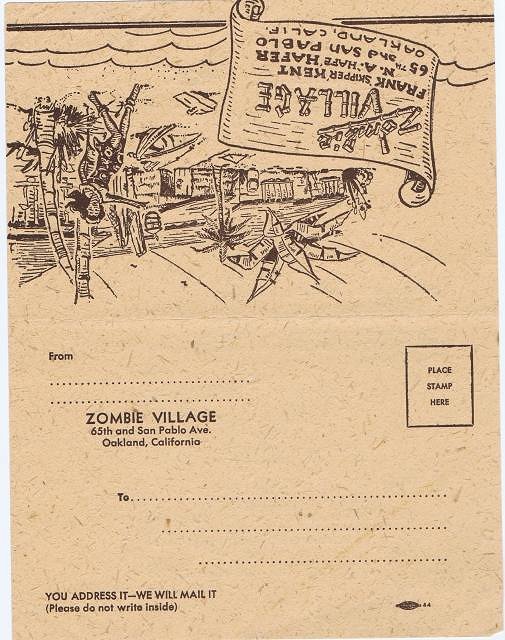 Zombie
VILLAGE
FRANK SKIPPER KENT
N.A. HAFE HAFER
65TH and SAN PABLO
OAKLAND, CALIF.
From
PLACE
STAMP
HERE
ZOMBIE VILLAGE
65th and San Pablo Ave.
Oakland, California
To
YOU ADDRESS IT—WE WILL MAIL IT
(Please do not write inside)
44